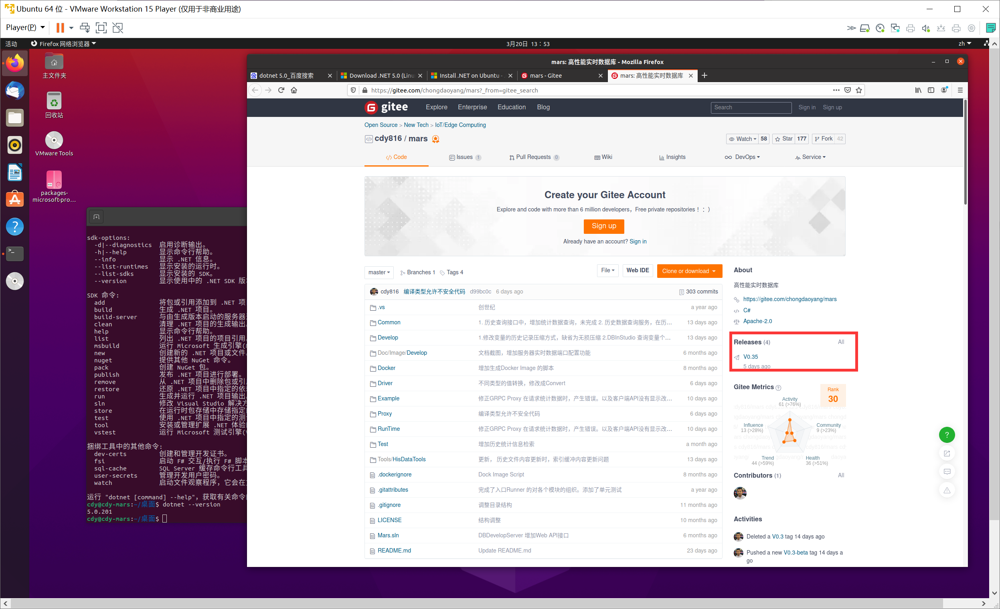 Ubuntu 64 位 - VMware Workstation 15 Player (仅用于非商业用途)
Player(P)
活动
Firefox 网络浏览器
3月20日 13：53
zh
主文件夹
回收站
VMware Tools
packages-
microsoft-pro…
mars: 高性能实时数据库 - Mozilla Firefox
dotnet 5.0_百度搜索
Download .NET 5.0 (Linu
Install .NET on Ubuntu -
mars - Gitee
mars: 高性能实时数据库
https://gitee.com/chongdaoyang/mars?_from=gitee_search
gitee
Explore
Enterprise
Education
Blog
Search
Sign in
Sign up
Open Source > New Tech > IoT/Edge Computing
cdy816 / mars
Watch 58
Star 177
Fork 42
Code
Issues 1
Pull Requests 0
Wiki
Insights
DevOps
Service
Create your Gitee Account
Explore and code with more than 6 million developers，Free private repositories ！：）
Sign up
Already have an account? Sign in
master
Branches 1
Tags 4
File
Web IDE
Clone or download
cdy816 编译类型允许不安全代码 d99bc0c 6 days ago
303 commits
.vs 创世纪 a year ago
Common 1. 历史查询接口中，增加统计数据查询，未完成 2. 历史数据查询服务，在历… 13 days ago
Develop 1.修改变量的历史记录压缩方式，缺省为无损压缩 2.DBInStudio 查询变量个… 13 days ago
Doc/Image/Develop 文档截图，增加服务器实时数据端口配置功能 6 months ago
Docker 增加生成Docker Image 的脚本 8 months ago
Driver 不同类型的值转换，修改成Convert 6 days ago
Example 修正GRPC Proxy 在请求统计数据时，产生错误。以及客户端API没有显示改… 10 days ago
Proxy 编译类型允许不安全代码 6 days ago
RunTime 修正GRPC Proxy 在请求统计数据时，产生错误。以及客户端API没有显示改… 10 days ago
Test 增加历史统计信息检索 a month ago
Tools/HisDataTools 更新， 历史文件内容更新时，索引缓冲内容更新问题 13 days ago
.dockerignore Dock Image Script 8 months ago
.gitattributes 完成了入口Runner 的对各个模块的组织。添加了单元测试 a year ago
.gitignore 调整目录结构 11 months ago
LICENSE 结构调整 10 months ago
Mars.sln DBDevelopServer 增加Web API接口 6 months ago
README.md Update README.md 23 days ago
About
高性能实时数据库
https://gitee.com/chongdaoyang/mars
C#
Apache-2.0
Releases (4) All
V0.35
5 days ago
Gitee Metrics
Rank
30
Activity
61 (>76%)
Influence
13 (>28%)
Community
9 (>23%)
Trend
44 (>59%)
Health
36 (>51%)
Contributors (1) All
Activities
Deleted a V0.3 tag 14 days ago
Pushed a new V0.3-beta tag 14 days a
go
sdk-options:
-d|--diagnostics 启用诊断输出。
-h|--help 显示命令行帮助。
--info 显示 .NET 信息。
--list-runtimes 显示安装的运行时。
--list-sdks 显示安装的 SDK。
--version 显示使用中的 .NET SDK 版
SDK 命令:
add 将包或引用添加到 .NET 项
build 生成 .NET 项目。
build-server 与由生成版本启动的服务器
clean 清理 .NET 项目的生成输出。
help 显示命令行帮助。
list 列出 .NET 项目的项目引用。
msbuild 运行 Microsoft 生成引擎(
new 创建新的 .NET 项目或文件。
nuget 提供其他 NuGet 命令。
pack 创建 NuGet 包。
publish 发布 .NET 项目进行部署。
remove 从 .NET 项目中删除包或引
restore 还原 .NET 项目中指定的依
run 生成并运行 .NET 项目输出。
sln 修改 Visual Studio 解决方
store 在运行时包存储中存储指定
test 使用 .NET 项目中指定的测
tool 安装或管理扩展 .NET 体验
vstest 运行 Microsoft 测试引擎(
捆绑工具中的其他命令:
dev-certs 创建和管理开发证书。
fsi 启动 F# 交互/执行 F# 脚本
sql-cache SQL Server 缓存命令行工具
user-secrets 管理开发用户密码。
watch 启动文件观察程序，它会在
运行 "dotnet [command] --help"，获取有关命令
cdy@cdy-mars:~/桌面$ dotnet --version
5.0.201
cdy@cdy-mars:~/桌面$